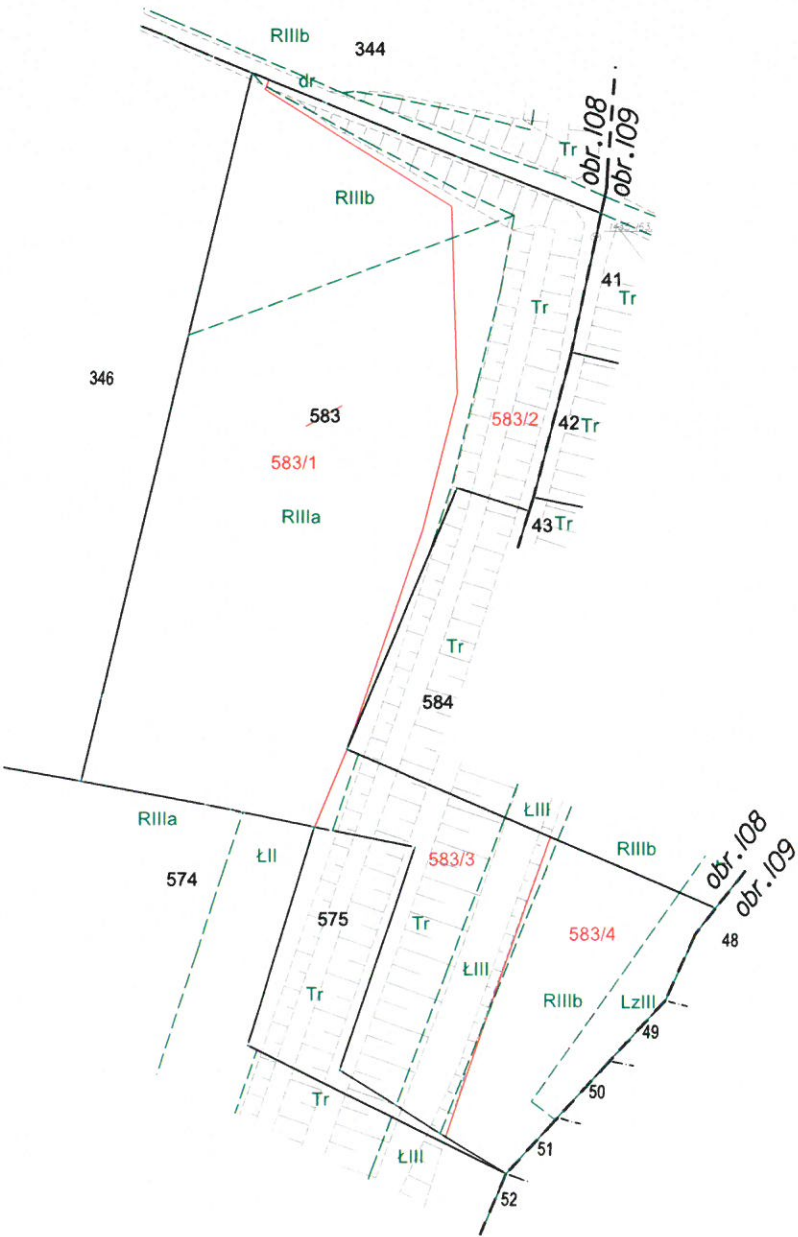 RIIIb
344
dr
obr.108
obr.109
Tr
RIIIb
41
Tr
Tr
346
583
583/2
42
Tr
583/1
RIIIa
43
Tr
Tr
584
RIIIa
ŁIII
ŁII
583/3
RIIIb
obr.108
obr.109
574
575
Tr
583/4
48
ŁIII
Tr
RIIIb
LzIII
49
50
Tr
51
ŁIII
52